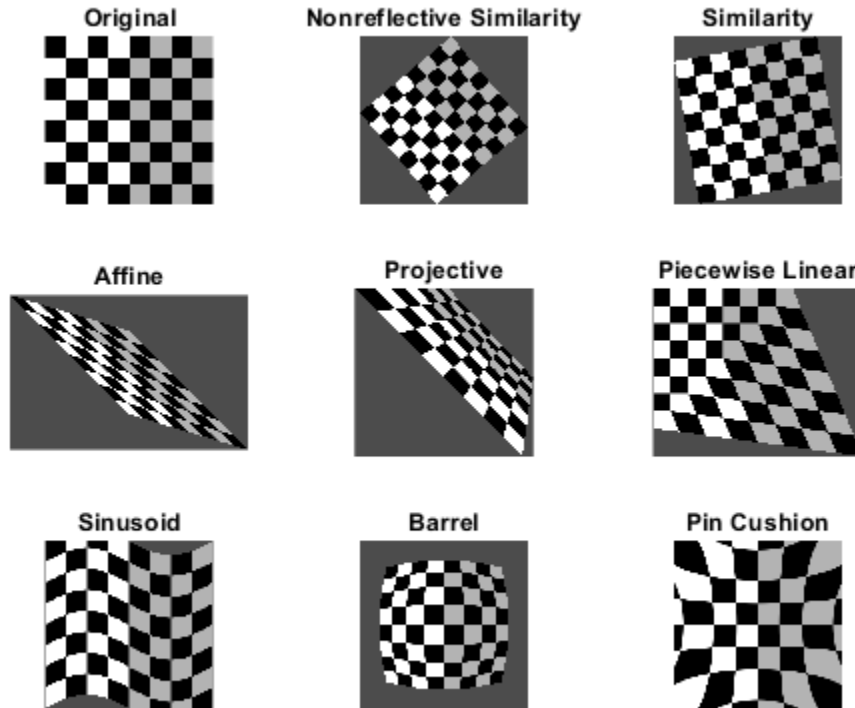 Original
Nonreflective Similarity
Similarity
Affine
Projective
Piecewise Linear
Sinusoid
Barrel
Pin Cushion